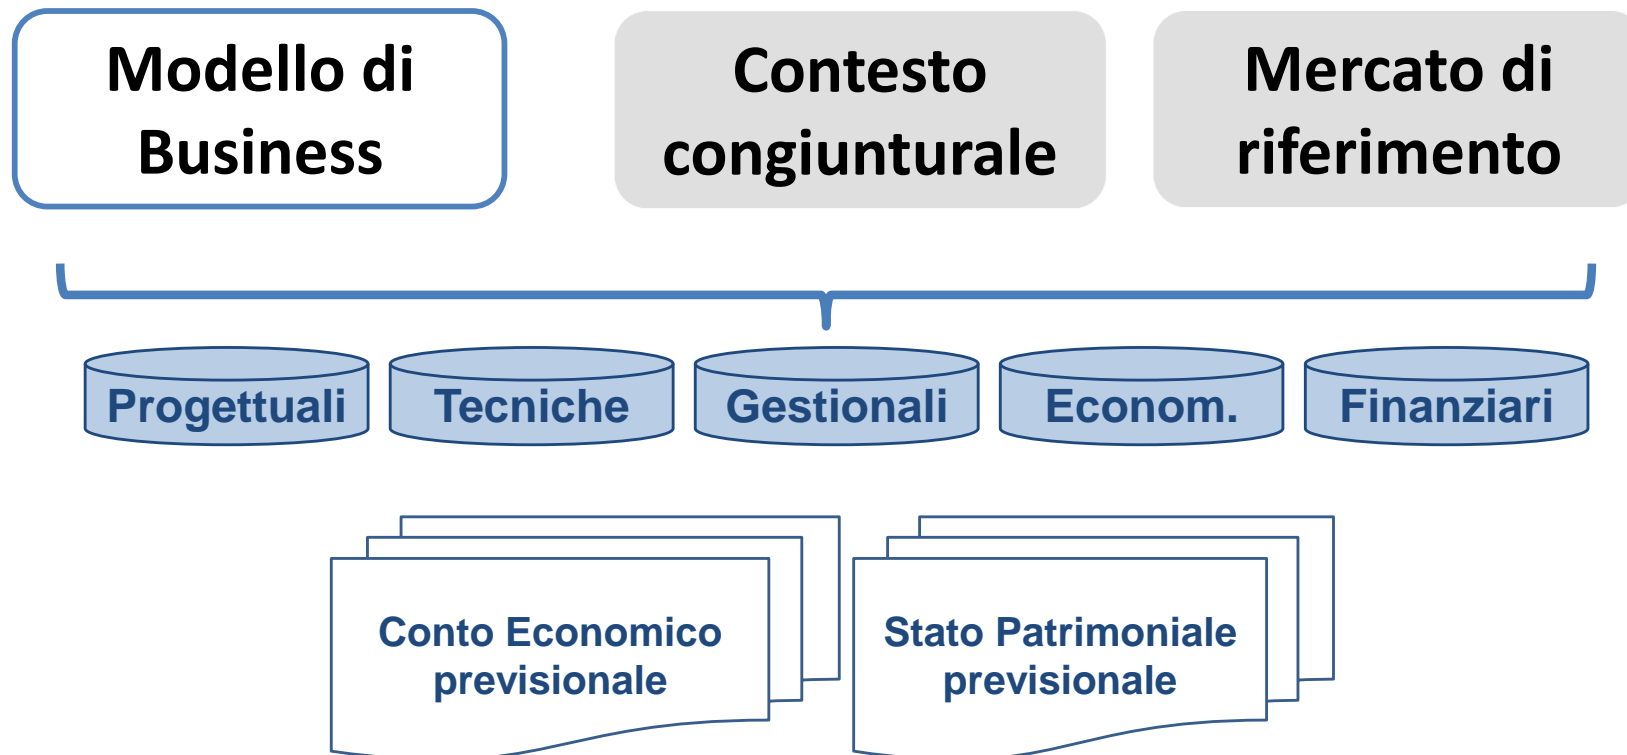 Modello di
Business
Contesto
congiunturale
Mercato di
riferimento
Progettuali
Tecniche
Gestionali
Econom.
Finanziari
Conto Economico
previsionale
Stato Patrimoniale
previsionale